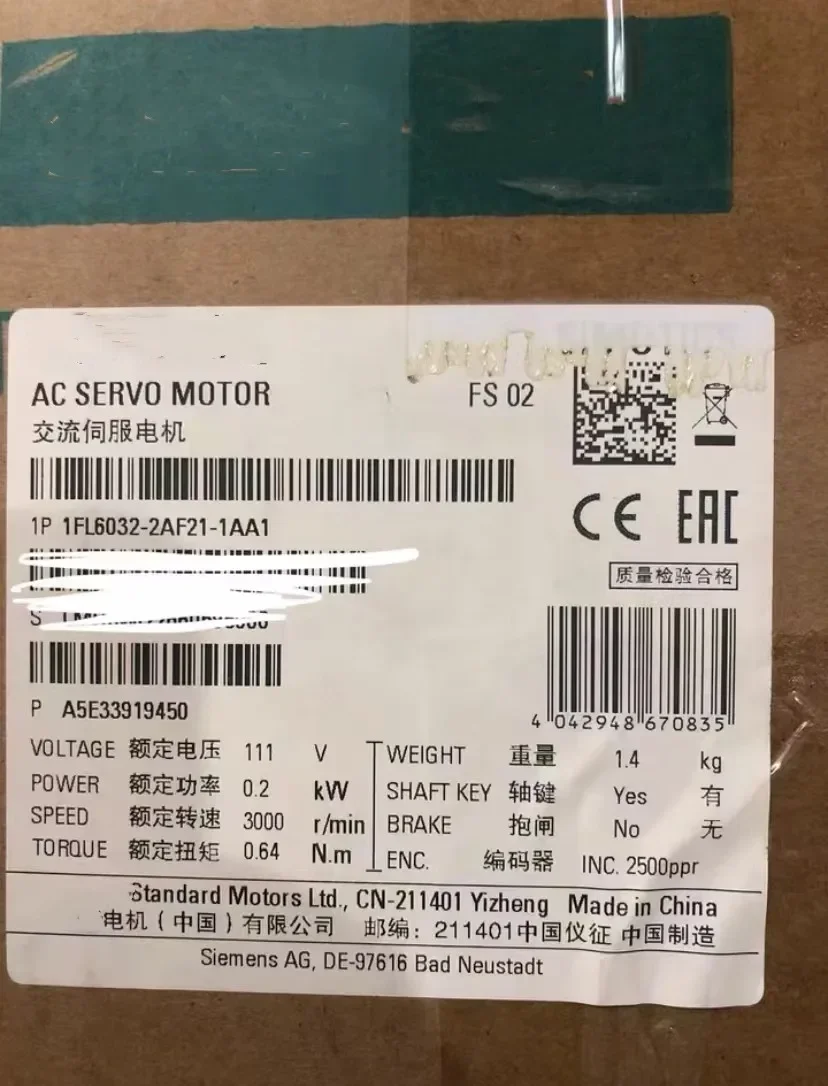 AC SERVO MOTOR
FS 02
交流伺服电机
1P 1FL6032-2AF21-1AA1
CE EAC
质量检验合格
S
P A5E33919450
4 042948 670835
VOLTAGE 额定电压 111 V
POWER 额定功率 0.2 kW
SPEED 额定转速 3000 r/min
TORQUE 额定扭矩 0.64 N.m
WEIGHT 重量 1.4 kg
SHAFT KEY 轴键 Yes 有
BRAKE 抱闸 No 无
ENC. 编码器 INC. 2500ppr
Standard Motors Ltd., CN-211401 Yizheng Made in China
电机(中国)有限公司 邮编: 211401中国仪征 中国制造
Siemens AG, DE-97616 Bad Neustadt